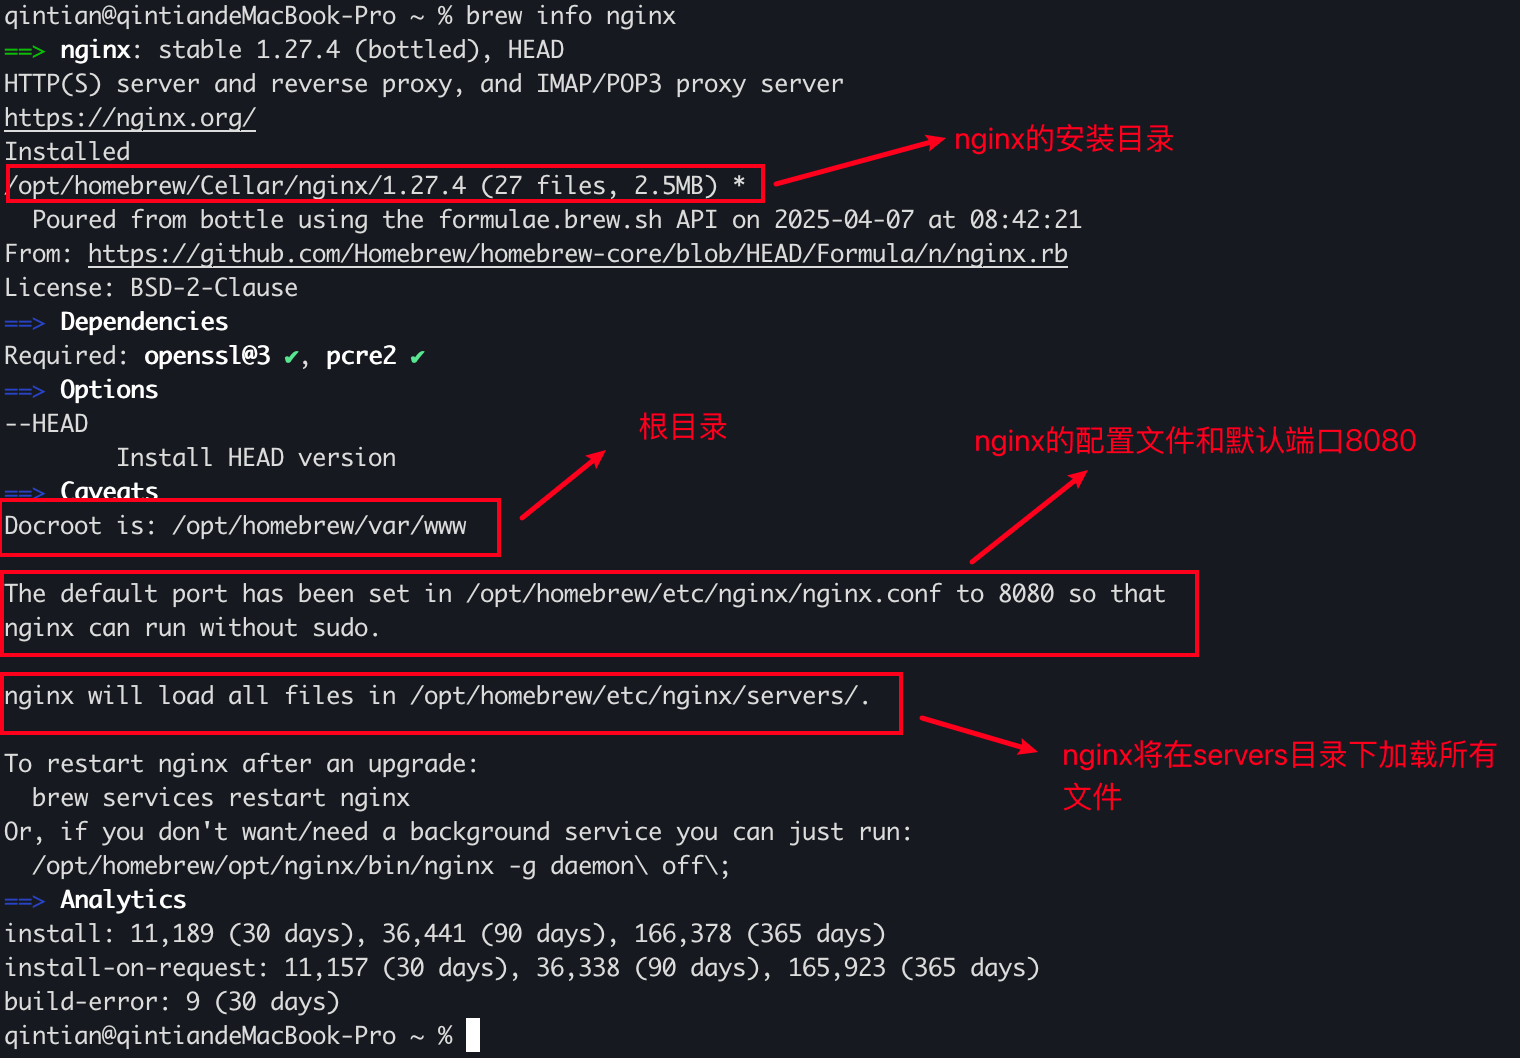 qintian@qintiandeMacBook-Pro ~ % brew info nginx
==> nginx: stable 1.27.4 (bottled), HEAD
HTTP(S) server and reverse proxy, and IMAP/POP3 proxy server
https://nginx.org/
nginx的安装目录
Installed
/opt/homebrew/Cellar/nginx/1.27.4 (27 files, 2.5MB) *
Poured from bottle using the formulae.brew.sh API on 2025-04-07 at 08:42:21
From: https://github.com/Homebrew/homebrew-core/blob/HEAD/Formula/n/nginx.rb
License: BSD-2-Clause
==> Dependencies
Required: openssl@3 ✔, pcre2 ✔
==> Options
--HEAD
根目录
nginx的配置文件和默认端口8080
Install HEAD version
==> Caveats
Docroot is: /opt/homebrew/var/www
The default port has been set in /opt/homebrew/etc/nginx/nginx.conf to 8080 so that
nginx can run without sudo.
nginx will load all files in /opt/homebrew/etc/nginx/servers/.
nginx将在servers目录下加载所有
文件
To restart nginx after an upgrade:
brew services restart nginx
Or, if you don't want/need a background service you can just run:
/opt/homebrew/opt/nginx/bin/nginx -g daemon\ off\;
==> Analytics
install: 11,189 (30 days), 36,441 (90 days), 166,378 (365 days)
install-on-request: 11,157 (30 days), 36,338 (90 days), 165,923 (365 days)
build-error: 9 (30 days)
qintian@qintiandeMacBook-Pro ~ %